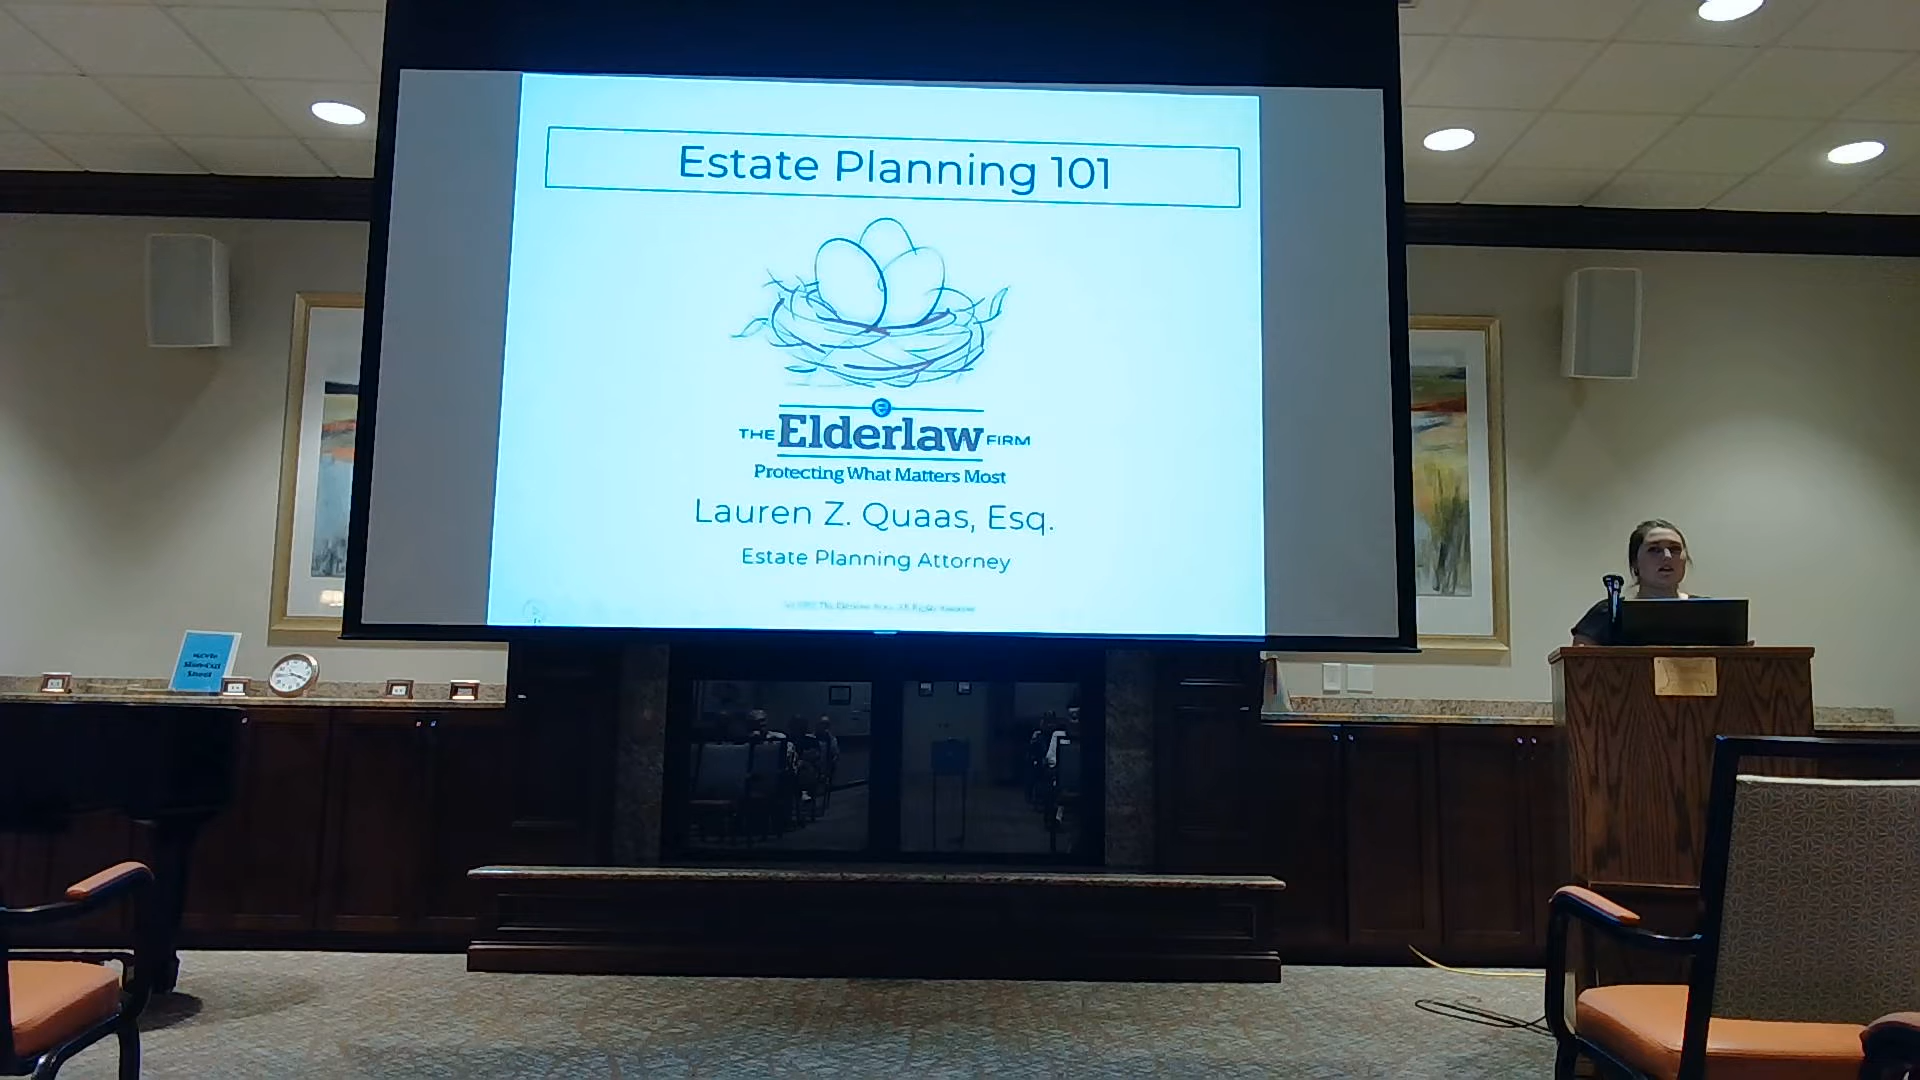 Estate Planning 101
THE Elderlaw FIRM
Protecting What Matters Most
Lauren Z. Quaas, Esq.
Estate Planning Attorney